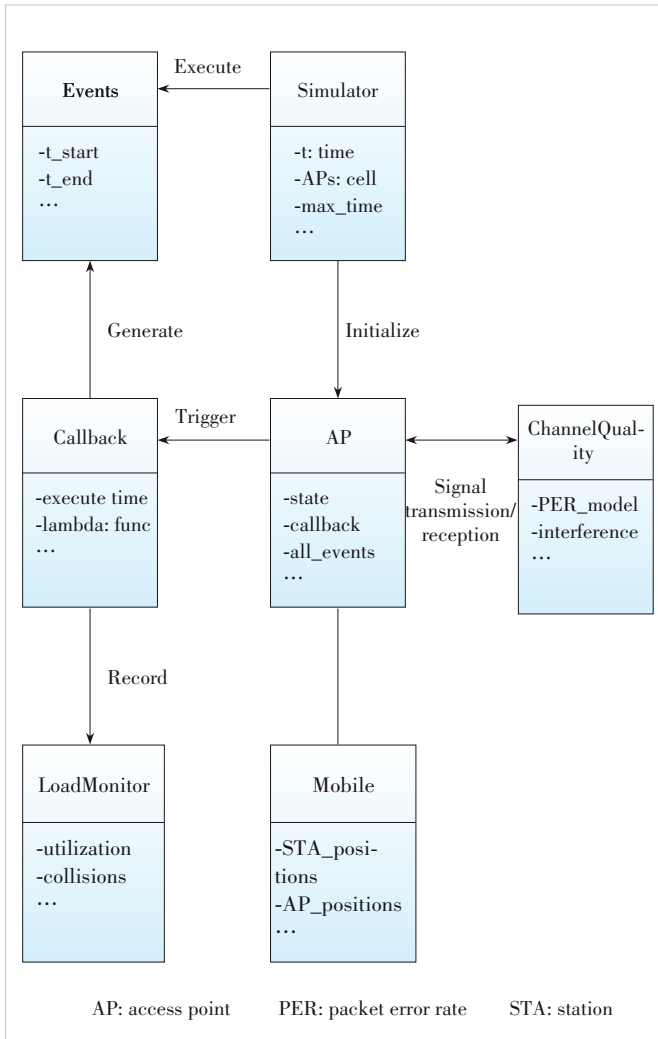 Events
-t_start
-t_end
…
Execute
Simulator
-t: time
-APs: cell
-max_time
…
Generate
Initialize
Callback
-execute time
-lambda: func
…
Trigger
AP
-state
-callback
-all_events
…
Signal
transmission/
reception
ChannelQual-
ity
-PER_model
-interference
…
Record
LoadMonitor
-utilization
-collisions
…
Mobile
-STA_posi-
tions
-AP_positions
…
AP: access point PER: packet error rate STA: station